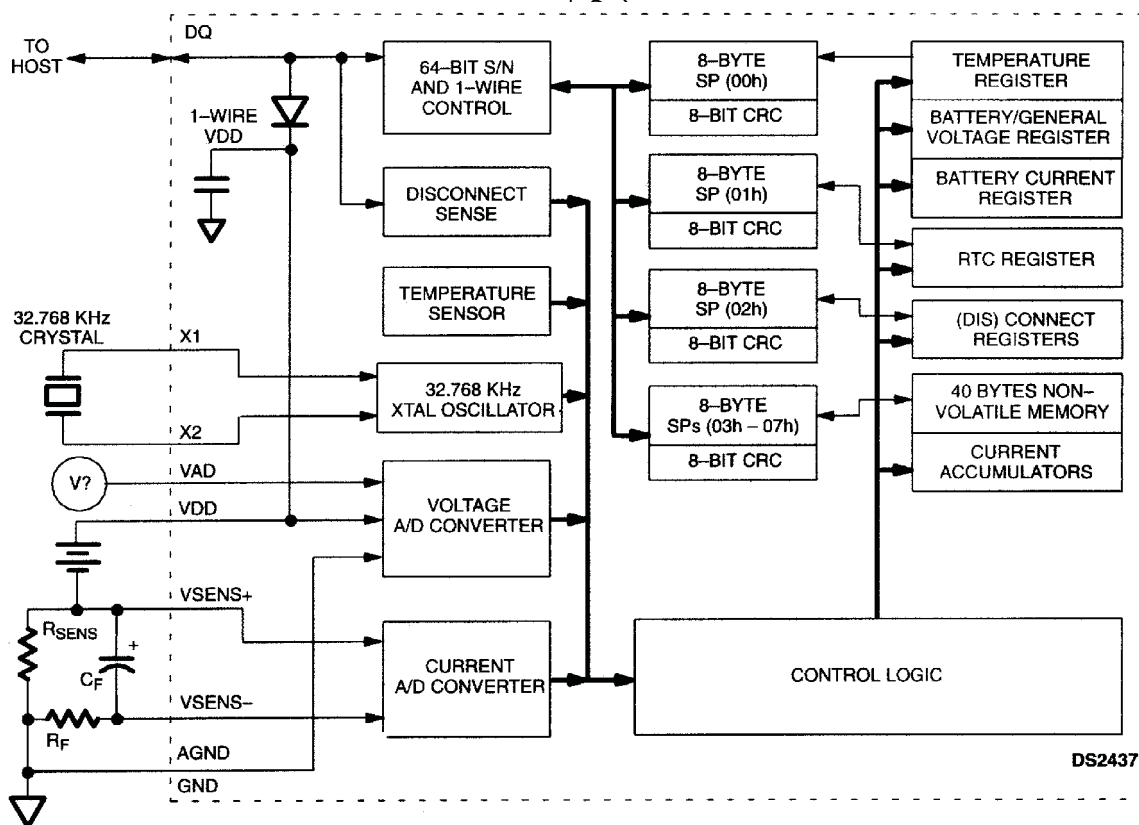 DQ
TO
HOST
64–BIT S/N
AND 1–WIRE
CONTROL
8–BYTE
SP (00h)
8–BIT CRC
TEMPERATURE
REGISTER
BATTERY/GENERAL
VOLTAGE REGISTER
BATTERY CURRENT
REGISTER
1–WIRE
VDD
DISCONNECT
SENSE
8–BYTE
SP (01h)
8–BIT CRC
RTC REGISTER
TEMPERATURE
SENSOR
8–BYTE
SP (02h)
8–BIT CRC
(DIS) CONNECT
REGISTERS
32.768 KHz
CRYSTAL
X1
X2
32.768 KHz
XTAL OSCILLATOR
8–BYTE
SPs (03h – 07h)
8–BIT CRC
40 BYTES NON–
VOLATILE MEMORY
CURRENT
ACCUMULATORS
V?
VAD
VDD
VOLTAGE
A/D CONVERTER
VSENS+
RSENS
+
CF
CURRENT
A/D CONVERTER
CONTROL LOGIC
VSENS–
RF
AGND
GND
DS2437